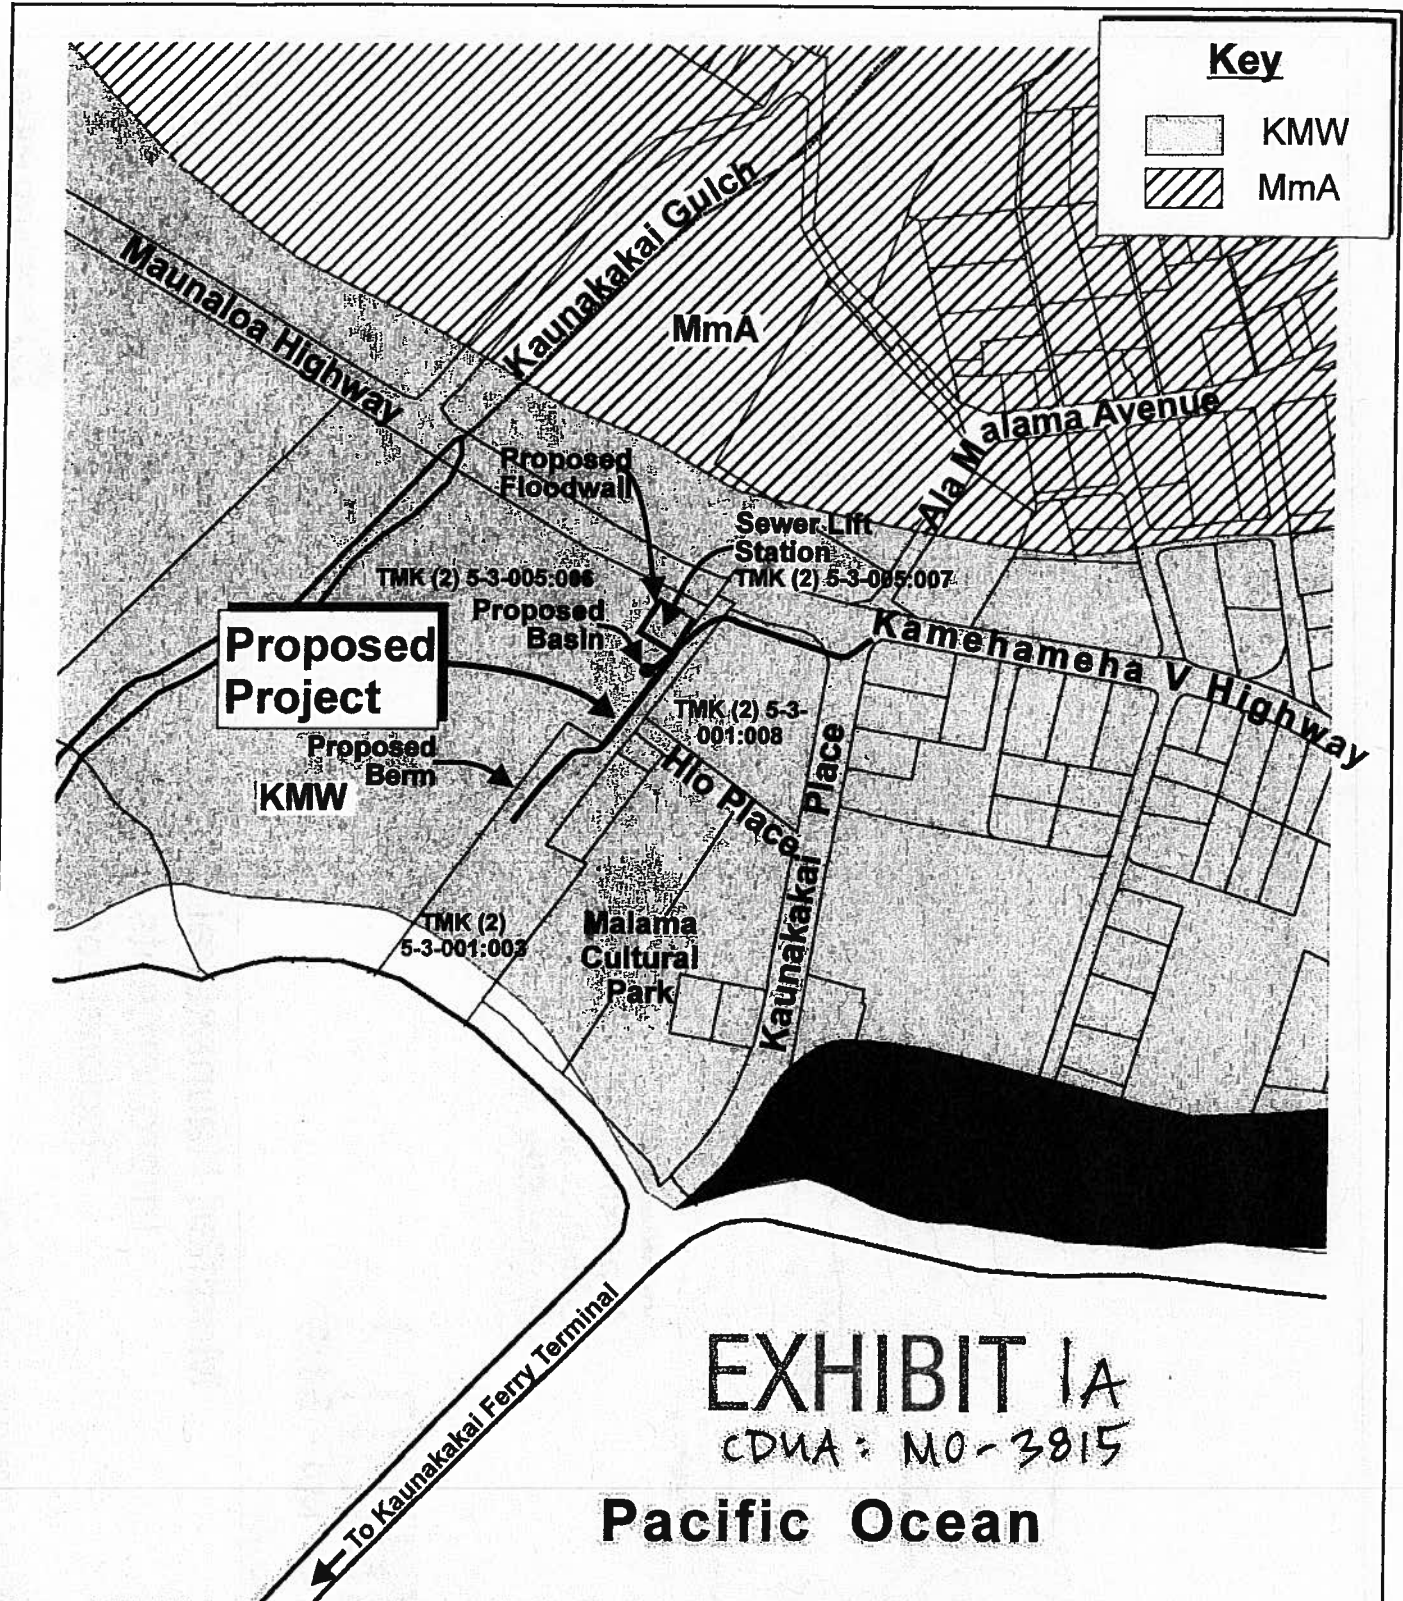 Key
KMW
MmA
Kaunakakai Gulch
Maunaloa Highway
MmA
Ala Malama Avenue
Proposed
Floodwall
Sewer Lift
Station
TMK (2) 5-3-005:006
TMK (2) 5-3-005:007
Proposed
Basin
Kamehameha V Highway
Proposed
Project
TMK (2) 5-3-
001:008
Proposed
Berm
Hio Place
Kaunakakai Place
KMW
TMK (2)
5-3-001:003
Malama
Cultural
Park
To Kaunakakai Ferry Terminal
EXHIBIT 1A
CDUA: MO-3815
Pacific Ocean